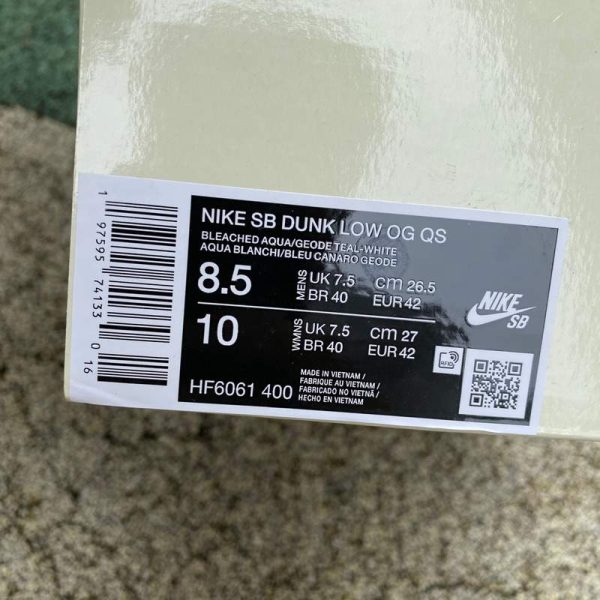 1 97595 74133 0 16
NIKE SB DUNK LOW OG QS
BLEACHED AQUA/GEODE TEAL-WHITE
AQUA BLANCHI/BLEU CANARO GEODE
8.5 MENS UK 7.5 cm 26.5
BR 40 EUR 42
10 WMNS UK 7.5 cm 27
BR 40 EUR 42
NIKE
SB
RFID
HF6061 400
MADE IN VIETNAM /
FABRIQUE AU VIETNAM /
FABRICADO NO VIETNÃ /
HECHO EN VIETNAM